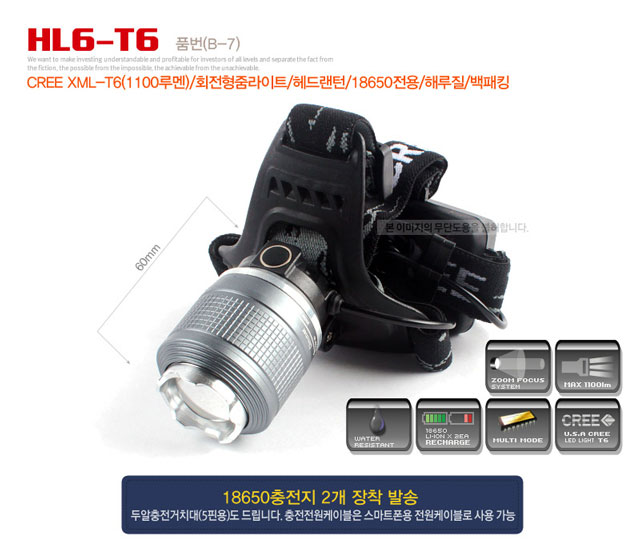 HL6-T6 품번(B-7)
We want to make investing understandable and profitable for investors of all levels and separate the fact from
the fiction, the possible from the impossible, the achievable from the unachievable.
CREE XML-T6(1100루멘)/회전형줌라이트/헤드랜턴/18650전용/해루질/백패킹
60mm
본 이미지의 무단도용을 금해합니다.
ZOOM FOCUS
SYSTEM
MAX 1100lm
WATER
RESISTANT
18650
LI-ION X 2EA
RECHARGE
MULTI MODE
CREE
U.S.A CREE
LED LIGHT T6
18650충전지 2개 장착 발송
두알충전거치대(5핀용)도 드립니다. 충전전원케이블은 스마트폰용 전원케이블로 사용 가능